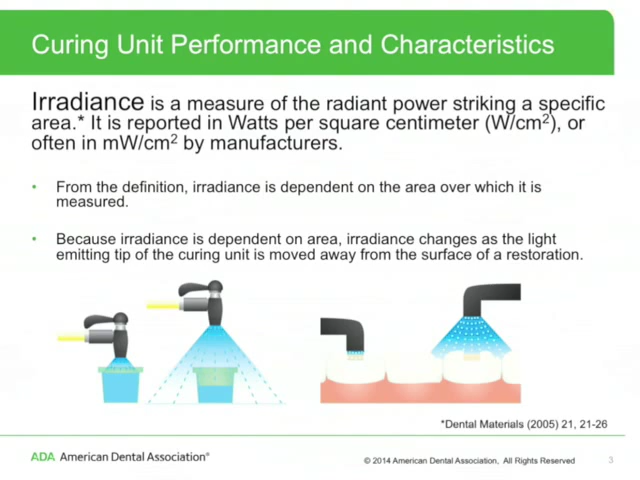 Curing Unit Performance and Characteristics
Irradiance is a measure of the radiant power striking a specific
area.* It is reported in Watts per square centimeter (W/cm²), or
often in mW/cm² by manufacturers.
• From the definition, irradiance is dependent on the area over which it is
measured.
• Because irradiance is dependent on area, irradiance changes as the light
emitting tip of the curing unit is moved away from the surface of a restoration.
*Dental Materials (2005) 21, 21-26
ADA American Dental Association®
© 2014 American Dental Association, All Rights Reserved
3